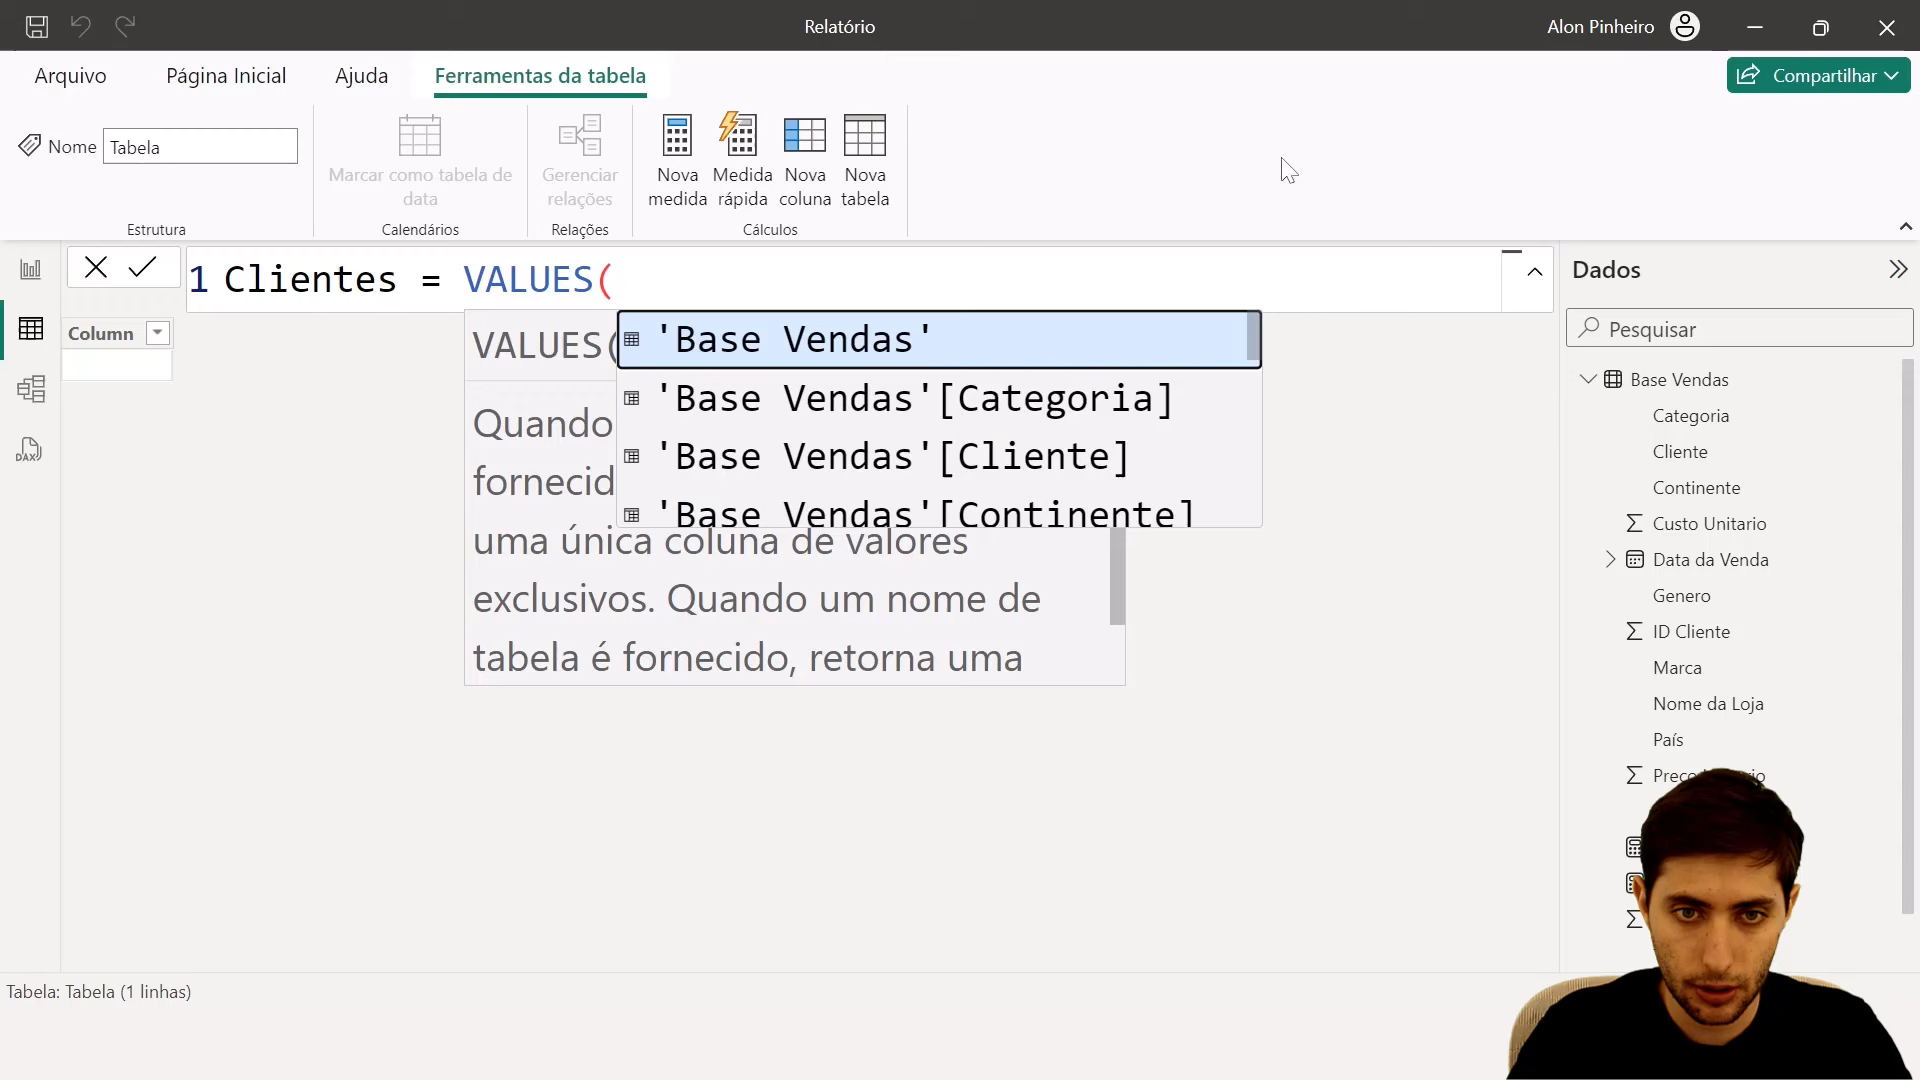 Relatório
Alon Pinheiro
Arquivo
Página Inicial
Ajuda
Ferramentas da tabela
Compartilhar
Nome
Tabela
Marcar como tabela de
data
Gerenciar
relações
Nova
medida
Medida
rápida
Nova
coluna
Nova
tabela
Estrutura
Calendários
Relações
Cálculos
1 Clientes = VALUES(
Column
VALUES(
'Base Vendas'
'Base Vendas'[Categoria]
'Base Vendas'[Cliente]
'Base Vendas'[Continente]
Quando
fornecid
uma única coluna de valores
exclusivos. Quando um nome de
tabela é fornecido, retorna uma
DAX
Dados
Pesquisar
Base Vendas
Categoria
Cliente
Continente
Custo Unitario
Data da Venda
Genero
ID Cliente
Marca
Nome da Loja
País
Tabela: Tabela (1 linhas)